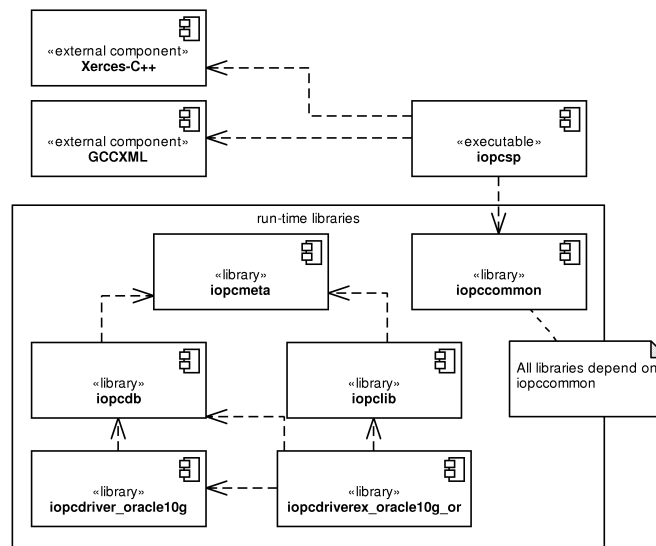 «external component»
Xerces-C++
«external component»
GCCXML
«executable»
iopcsp
run-time libraries
«library»
iopcmeta
«library»
iopccommon
All libraries depend on
iopccommon
«library»
iopcdb
«library»
iopclib
«library»
iopcdriver_oracle10g
«library»
iopcdriverex_oracle10g_or